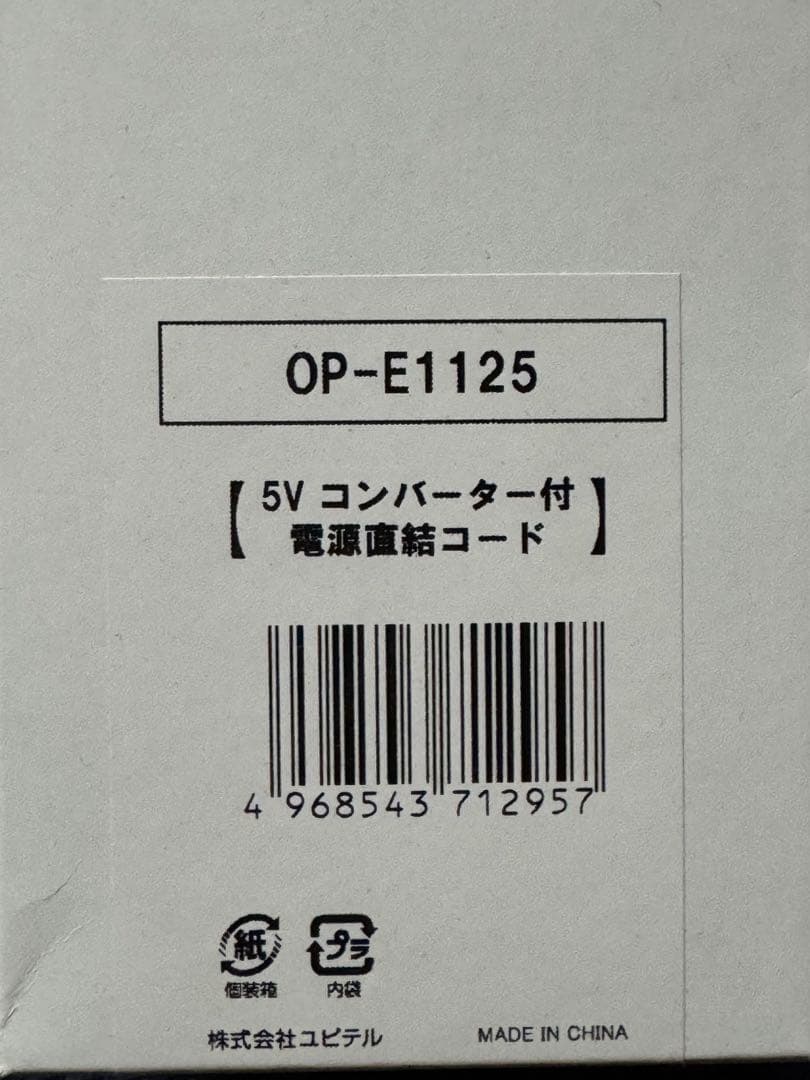 OP-E1125
【5V コンバーター付
電源直結コード】
4 968543 712957
紙 プラ
個装箱 内袋
株式会社ユピテル MADE IN CHINA